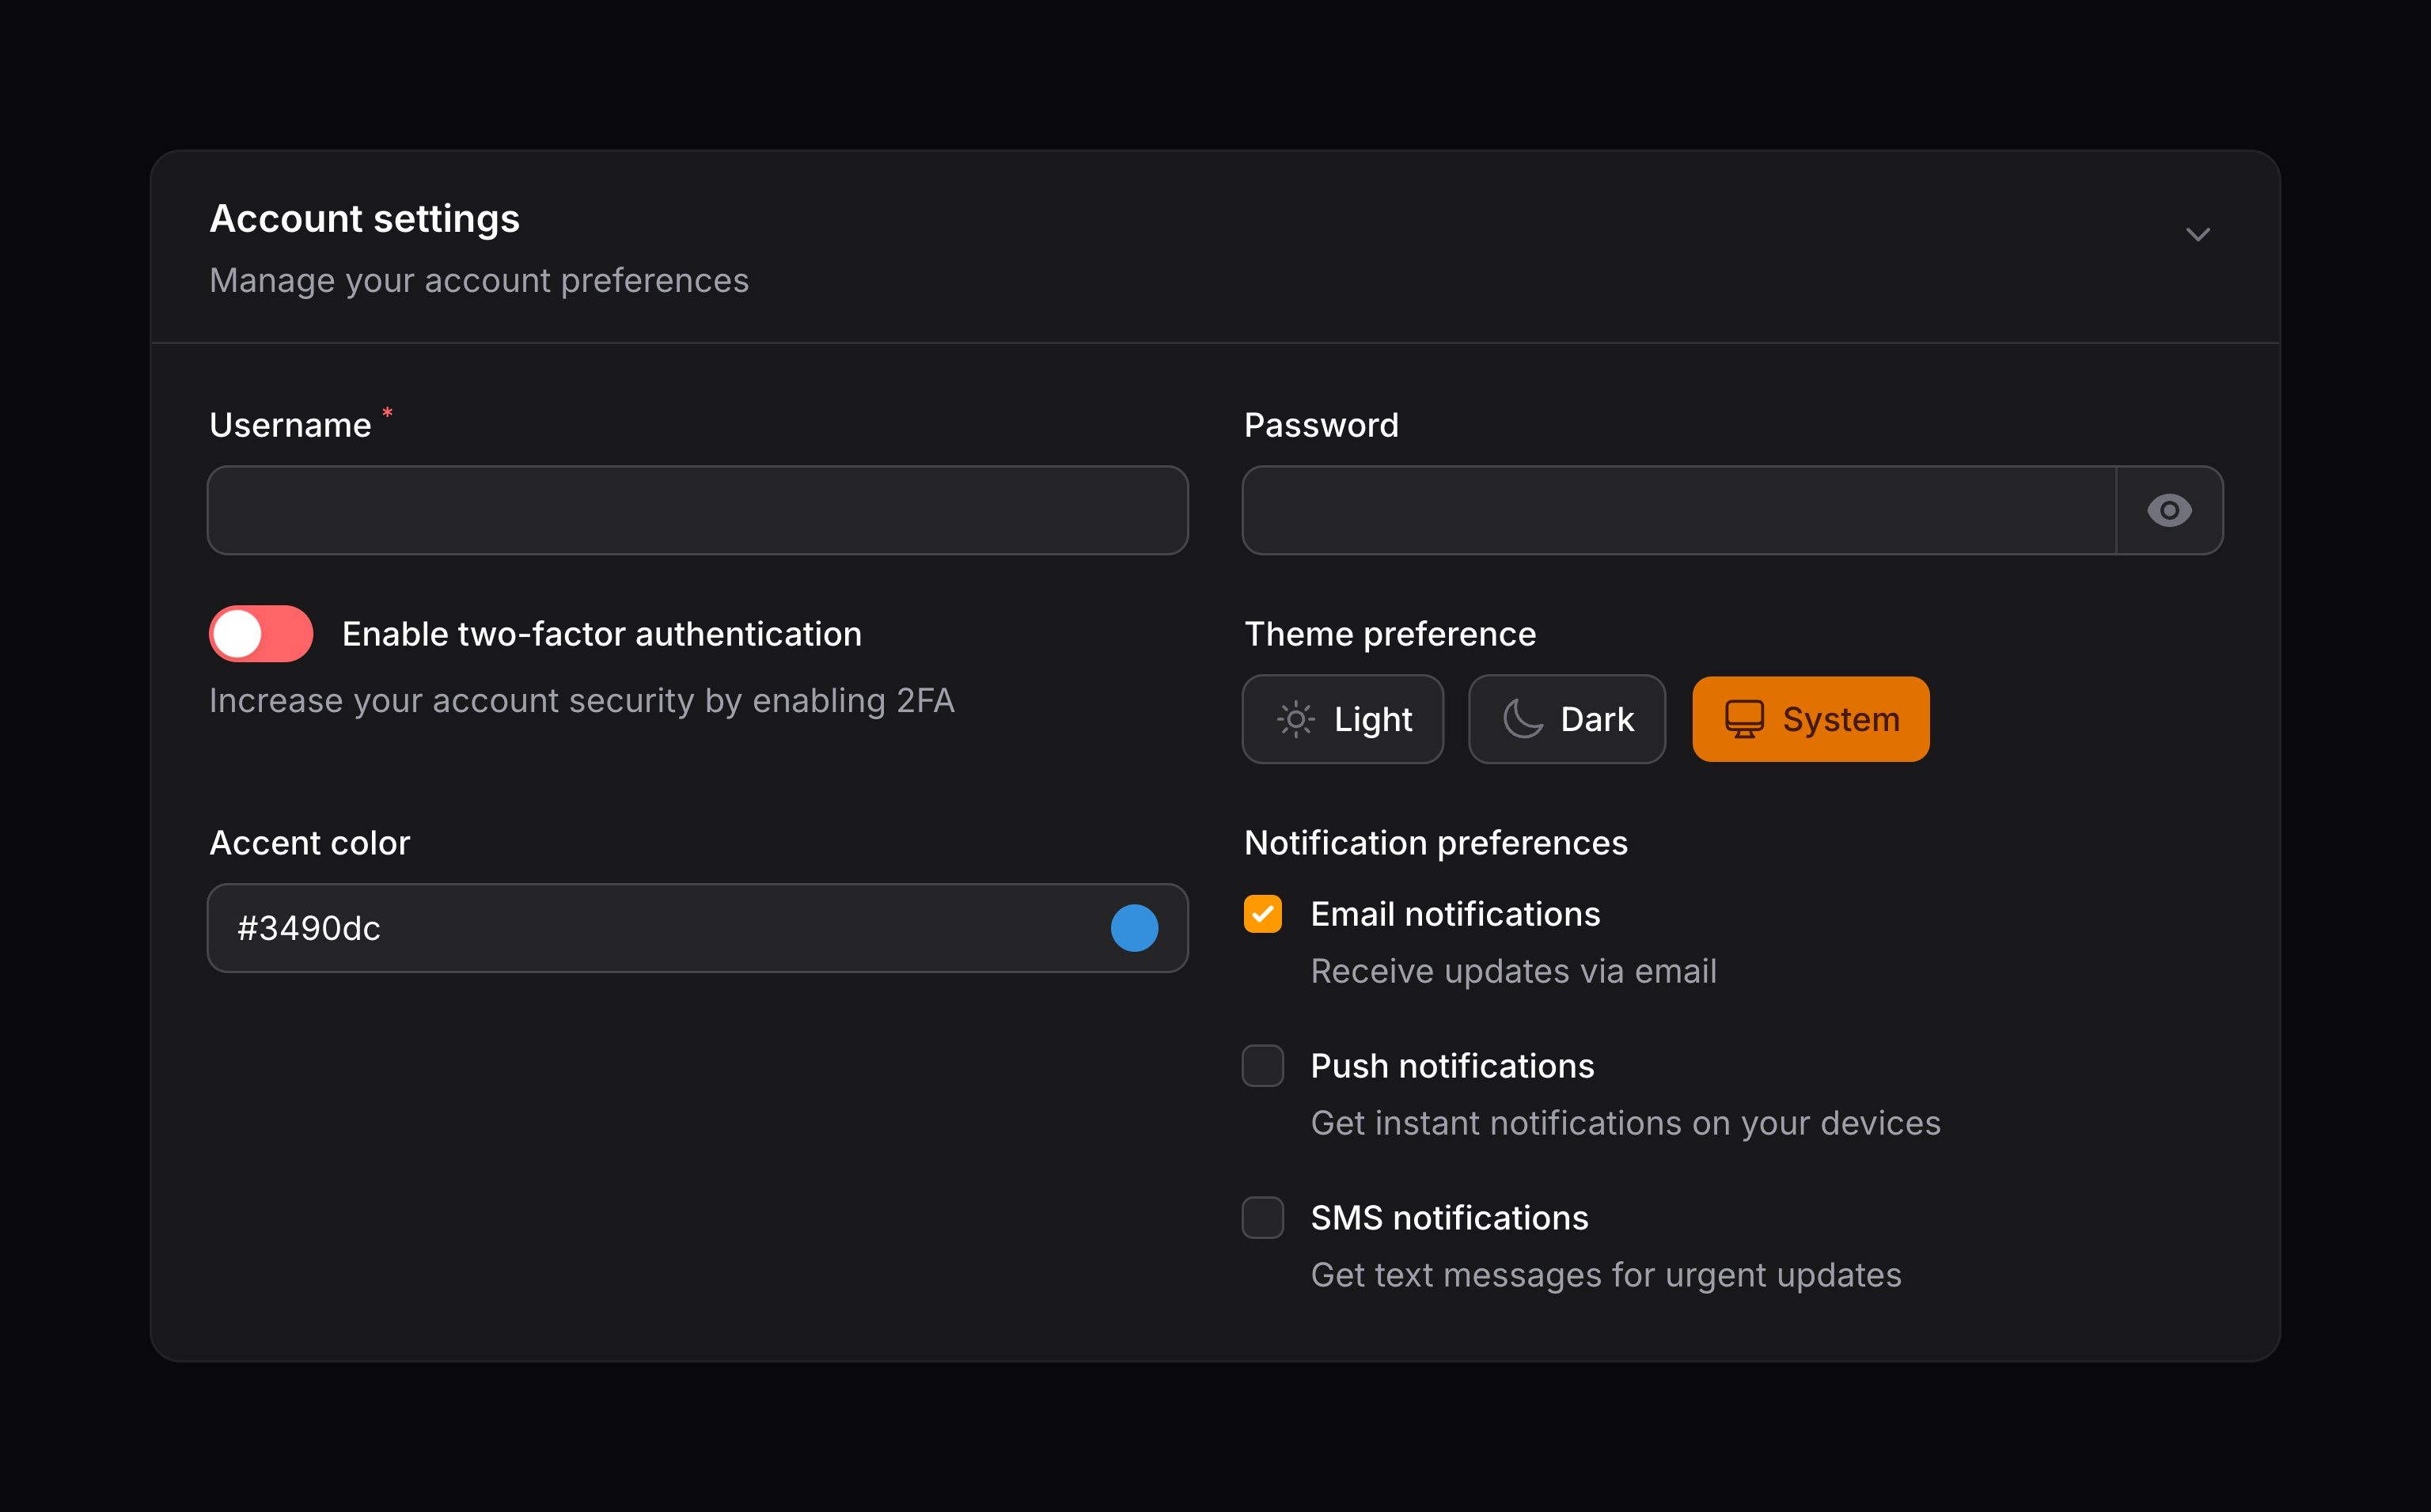 Account settings
Manage your account preferences
Username *
Password
Enable two-factor authentication
Increase your account security by enabling 2FA
Theme preference
Light
Dark
System
Accent color
#3490dc
Notification preferences
Email notifications
Receive updates via email
Push notifications
Get instant notifications on your devices
SMS notifications
Get text messages for urgent updates